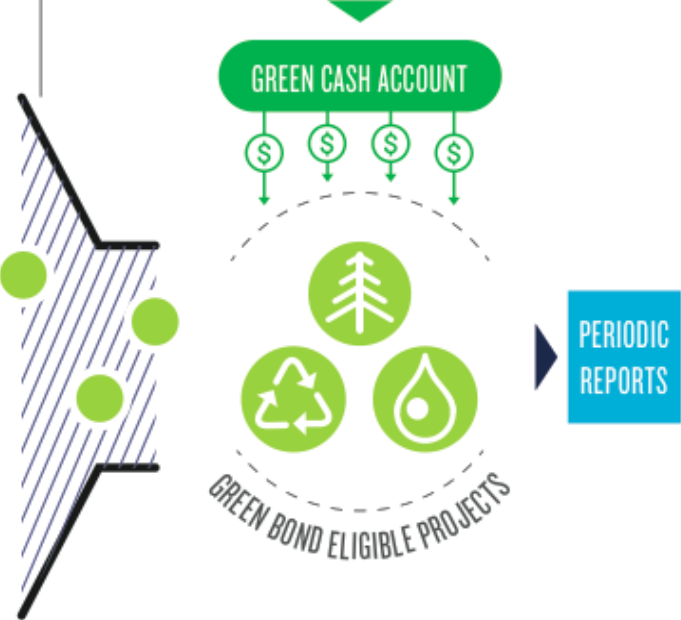 GREEN CASH ACCOUNT
$ $ $ $
PERIODIC
REPORTS
GREEN BOND ELIGIBLE PROJECTS